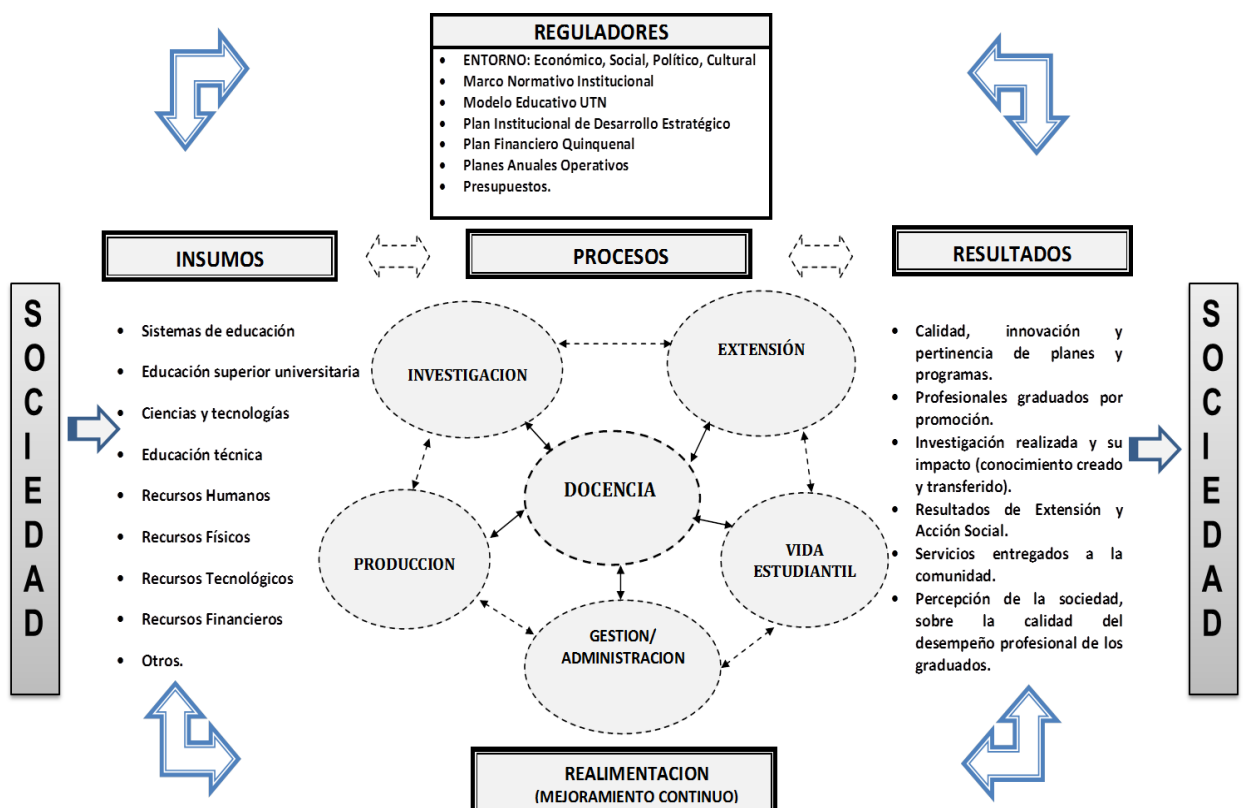 REGULADORES
• ENTORNO: Económico, Social, Político, Cultural
• Marco Normativo Institucional
• Modelo Educativo UTN
• Plan Institucional de Desarrollo Estratégico
• Plan Financiero Quinquenal
• Planes Anuales Operativos
• Presupuestos.
INSUMOS
PROCESOS
RESULTADOS
SOCIEDAD
• Sistemas de educación
• Educación superior universitaria
• Ciencias y tecnologías
• Educación técnica
• Recursos Humanos
• Recursos Físicos
• Recursos Tecnológicos
• Recursos Financieros
• Otros.
INVESTIGACION
EXTENSIÓN
DOCENCIA
PRODUCCION
VIDA
ESTUDIANTIL
GESTION/
ADMINISTRACION
• Calidad, innovación y
pertinencia de planes y
programas.
• Profesionales graduados por
promoción.
• Investigación realizada y su
impacto (conocimiento creado
y transferido).
• Resultados de Extensión y
Acción Social.
• Servicios entregados a la
comunidad.
• Percepción de la sociedad,
sobre la calidad del
desempeño profesional de los
graduados.
SOCIEDAD
REALIMENTACION
(MEJORAMIENTO CONTINUO)